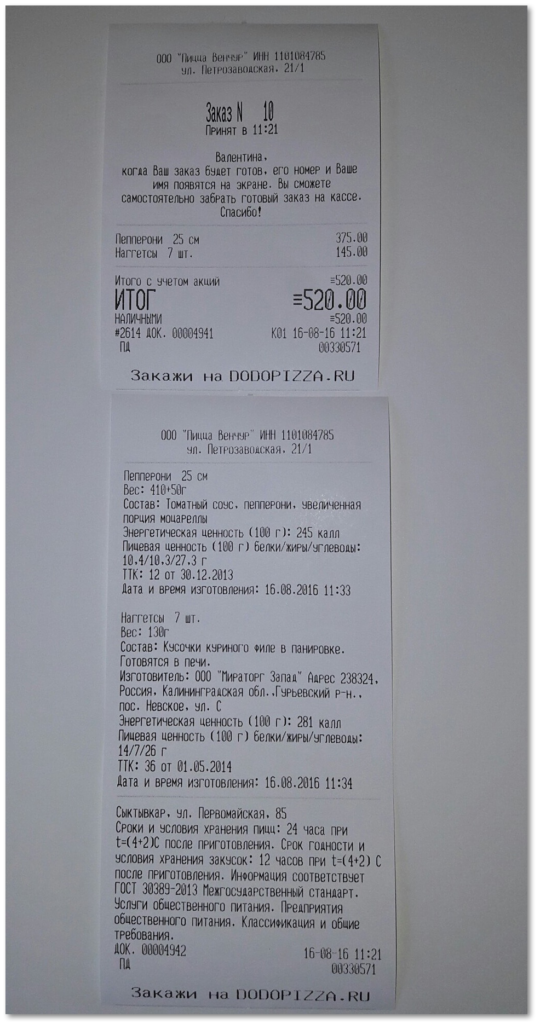 ООО "Пицца Венчур" ИНН 1101084785
ул. Петрозаводская, 21/1
Заказ N 10
Принят в 11:21
Валентина,
когда Ваш заказ будет готов, его номер и Ваше
имя появятся на экране. Вы сможете
самостоятельно забрать готовый заказ на кассе.
Спасибо!
Пепперони 25 см 375.00
Наггетсы 7 шт. 145.00
Итого с учетом акций ≡520.00
ИТОГ ≡520.00
НАЛИЧНЫМИ ≡520.00
#2614 ДОК. 00004941 К01 16-08-16 11:21
ПД 00330571
Закажи на DODOPIZZA.RU
ООО "Пицца Венчур" ИНН 1101084785
ул. Петрозаводская, 21/1
Пепперони 25 см
Вес: 410±50г
Состав: Томатный соус, пепперони, увеличенная
порция моцареллы
Энергетическая ценность (100 г): 245 калл
Пищевая ценность (100 г) белки/жиры/углеводы:
10.4/10.3/27.3 г
ТТК: 12 от 30.12.2013
Дата и время изготовления: 16.08.2016 11:33
Наггетсы 7 шт.
Вес: 130г
Состав: Кусочки куриного филе в панировке.
Готовятся в печи.
Изготовитель: ООО "Мираторг Запад" Адрес 238324,
Россия, Калининградская обл.,Гурьевский р-н.,
пос. Невское, ул. С
Энергетическая ценность (100 г): 281 калл
Пищевая ценность (100 г) белки/жиры/углеводы:
14/7/26 г
ТТК: 36 от 01.05.2014
Дата и время изготовления: 16.08.2016 11:34
Сыктывкар, ул. Первомайская, 85
Сроки и условия хранения пицц: 24 часа при
t=(4+2)С после приготовления. Срок годности и
условия хранения закусок: 12 часов при t=(4+2) С
после приготовления. Информация соответствует
ГОСТ 30389-2013 Межгосударственный стандарт.
Услуги общественного питания. Предприятия
общественного питания. Классификация и общие
требования.
ДОК. 00004942 16-08-16 11:21
ПД 00330571
Закажи на DODOPIZZA.RU